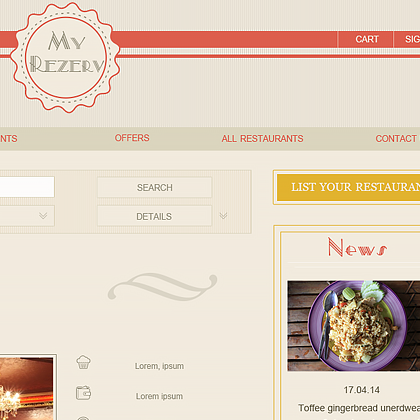 My
Rezerv
CART
SIG
NTS
OFFERS
ALL RESTAURANTS
CONTACT
SEARCH
DETAILS
LIST YOUR RESTAURAN
News
Lorem, ipsum
Lorem ipsum
17.04.14
Toffee gingerbread unerdwea